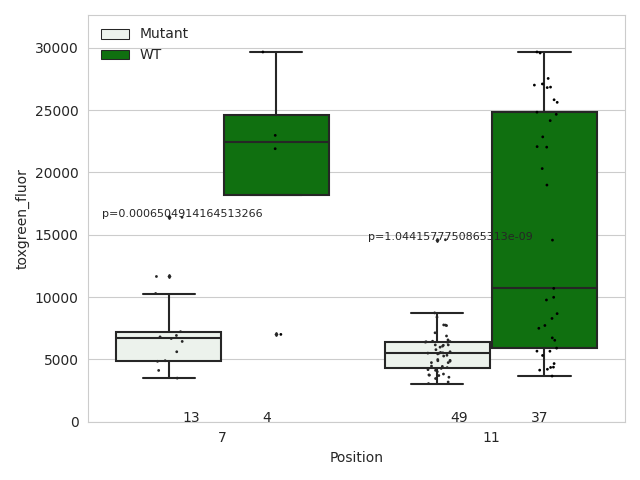 Mutant
WT
30000
25000
20000
15000
10000
5000
0
toxgreen_fluor
p=0.0006504914164513266
p=1.0441577750865313e-09
13 4 49 37
7 11
Position